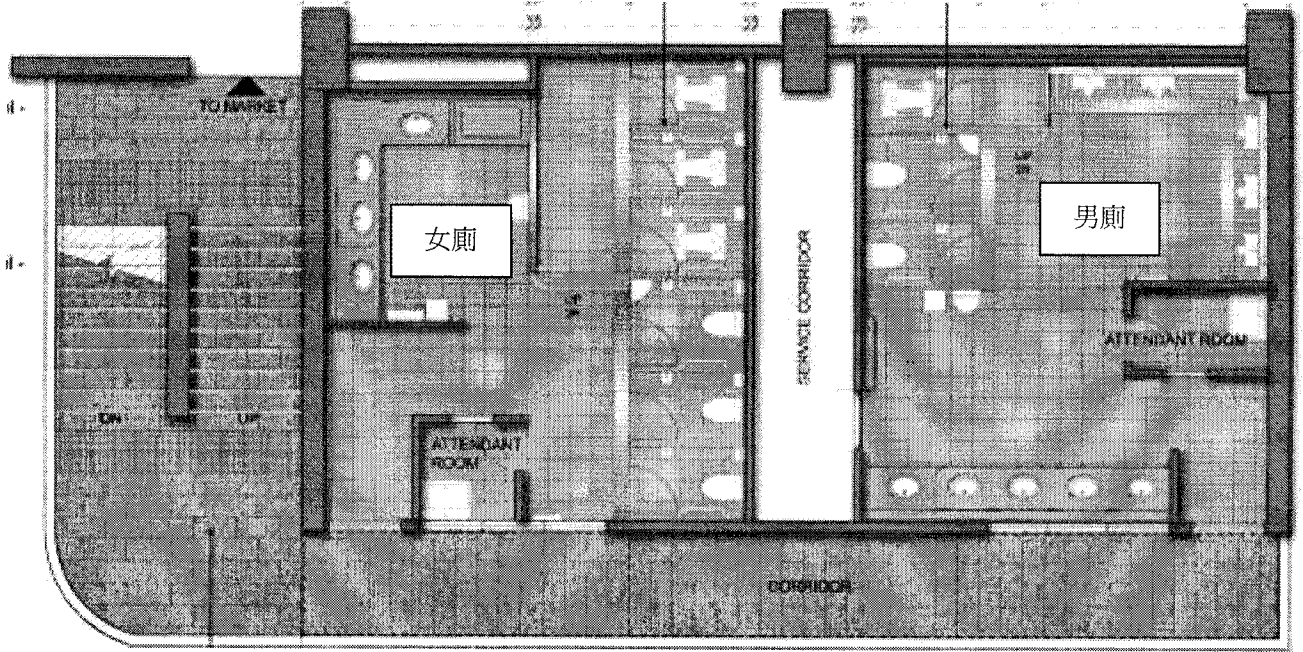 TO MARKET
女廁
男廁
SERVICE CORRIDOR
ATTENDANT ROOM
DN
UP
ATTENDANT
ROOM
CORRIDOR